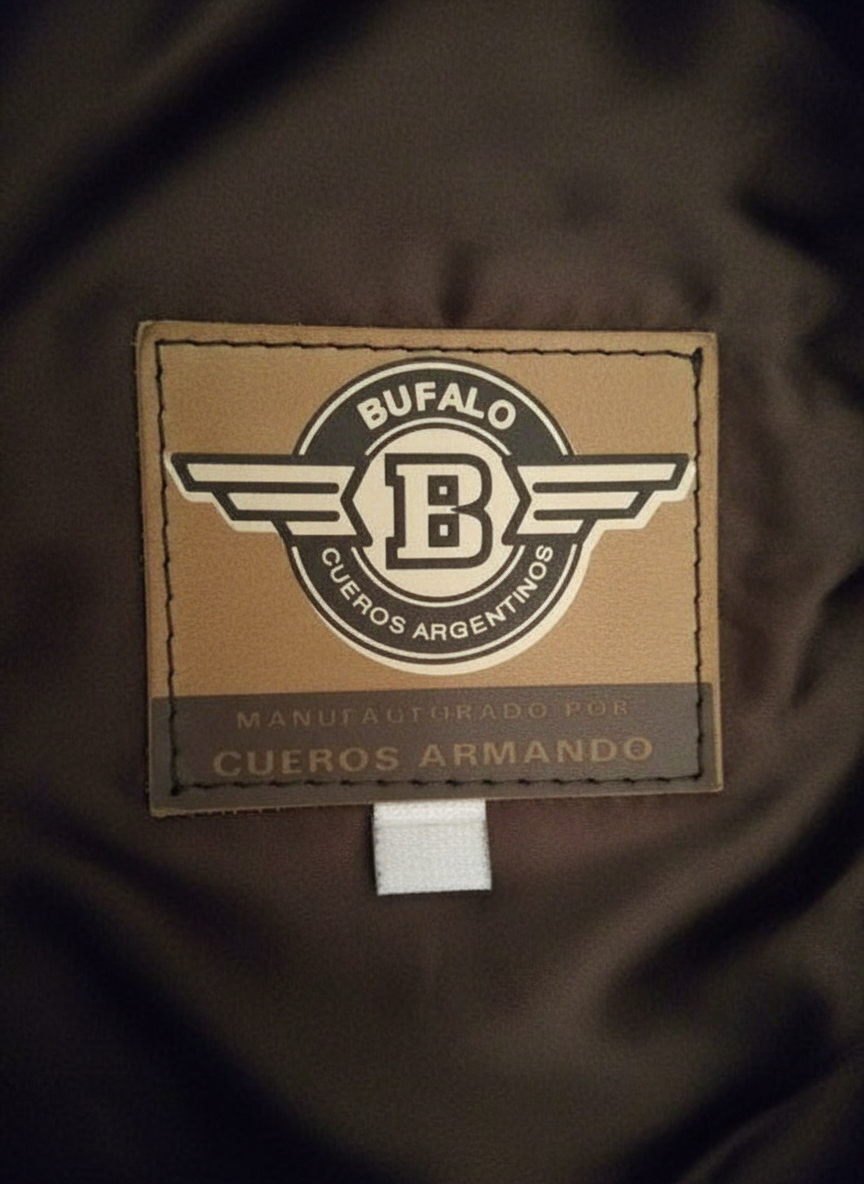 BUFALO
B
CUEROS ARGENTINOS
MANUFACTURADO POR
CUEROS ARMANDO